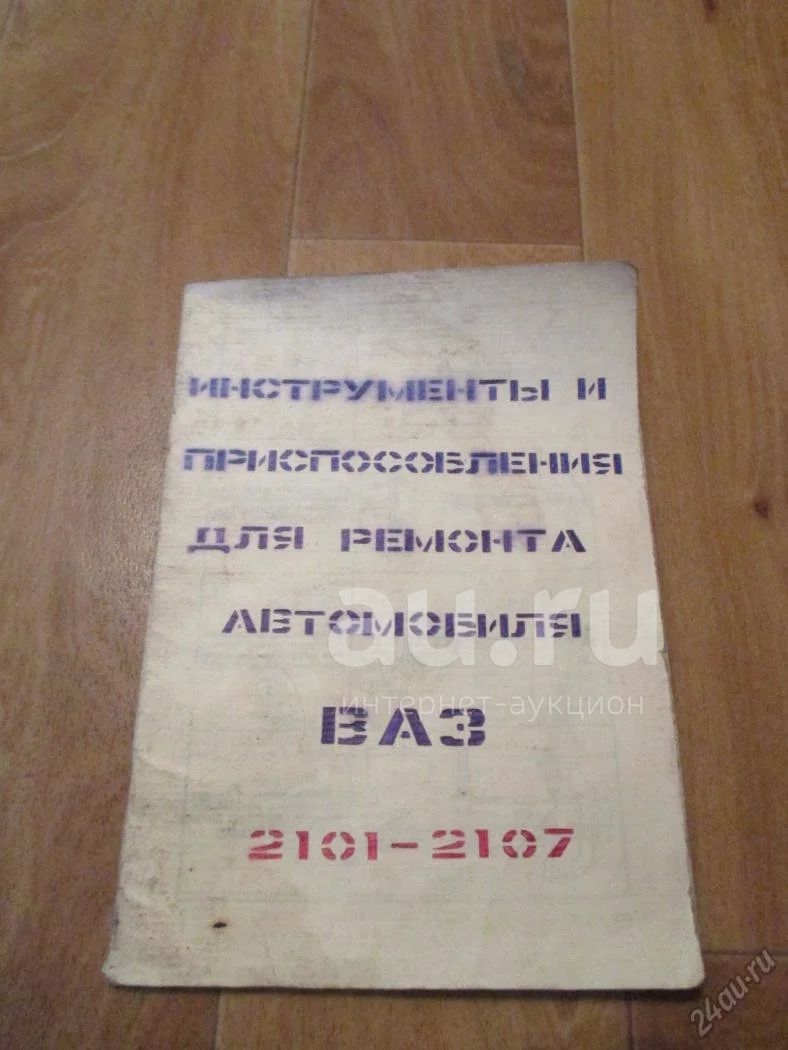 ИНСТРУМЕНТЫ И
ПРИСПОСОБЛЕНИЯ
ДЛЯ РЕМОНТА
АВТОМОБИЛЯ
au.ru
интернет-аукцион
ВАЗ
2101-2107
24au.ru